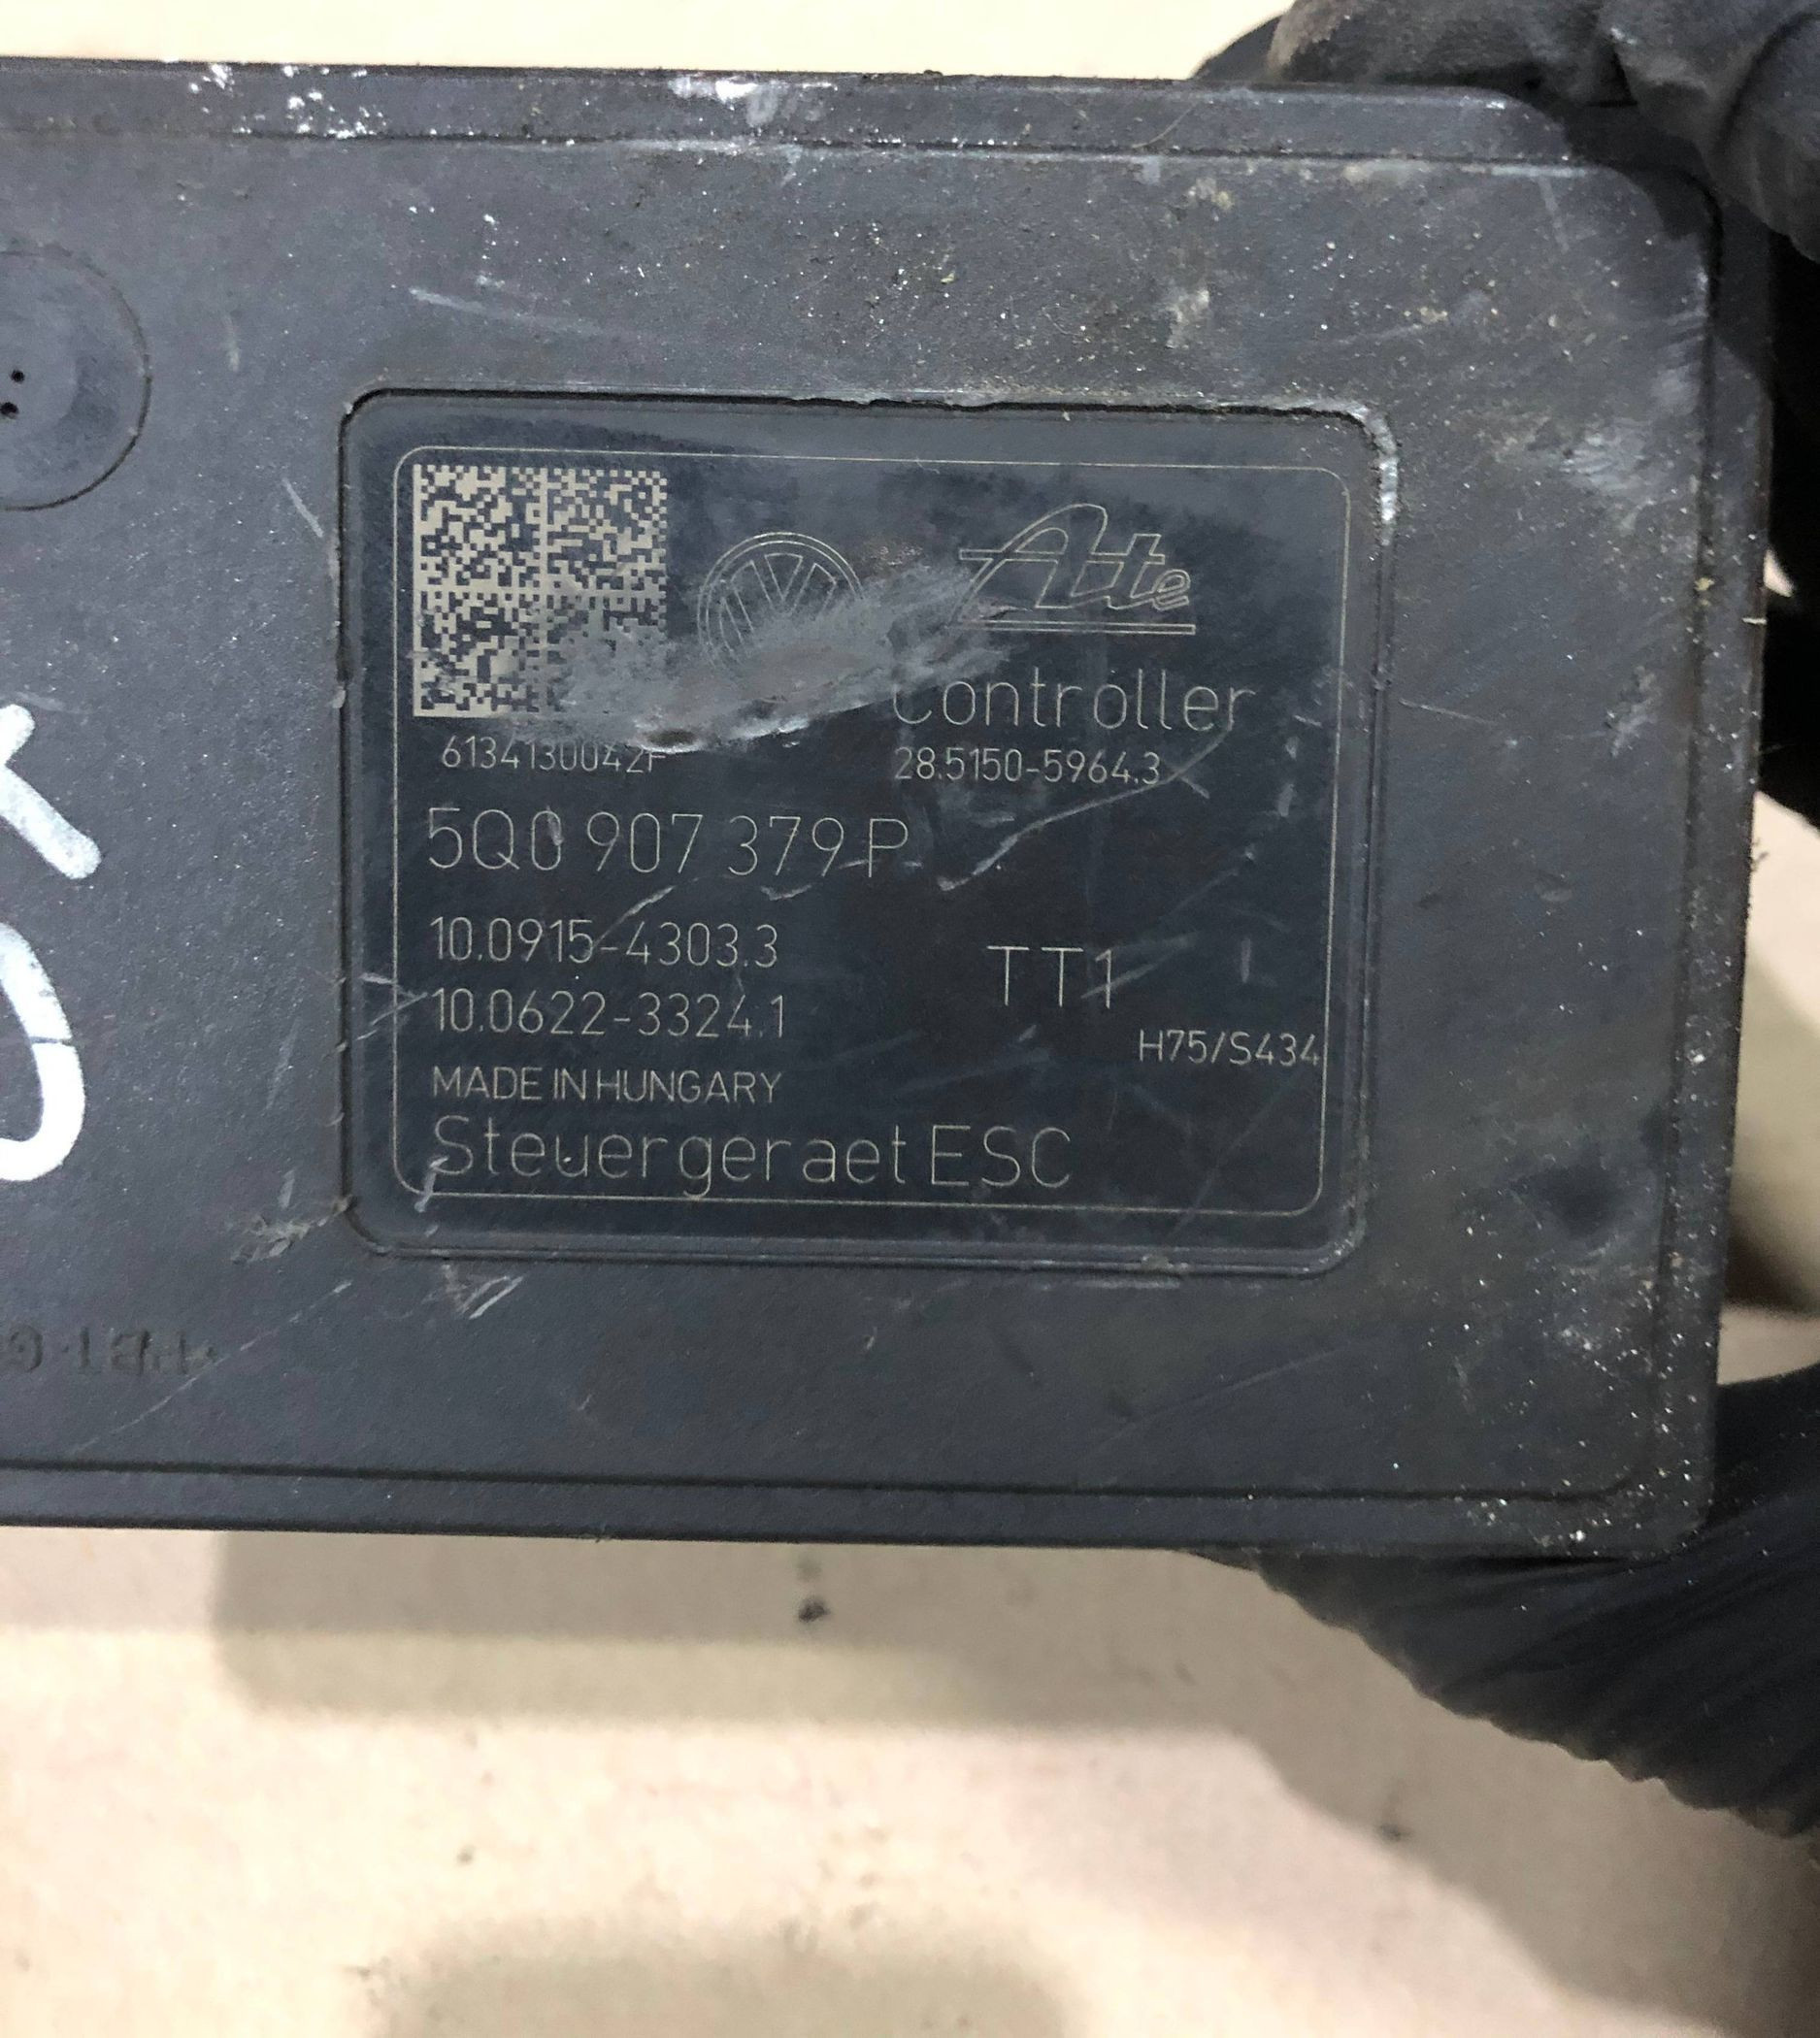 Ate
Controller
6134130042F
28.5150-5964.3
5Q0 907 379 P
10.0915-4303.3
TT1
10.0622-3324.1
H75/S434
MADE IN HUNGARY
Steuergeraet ESC